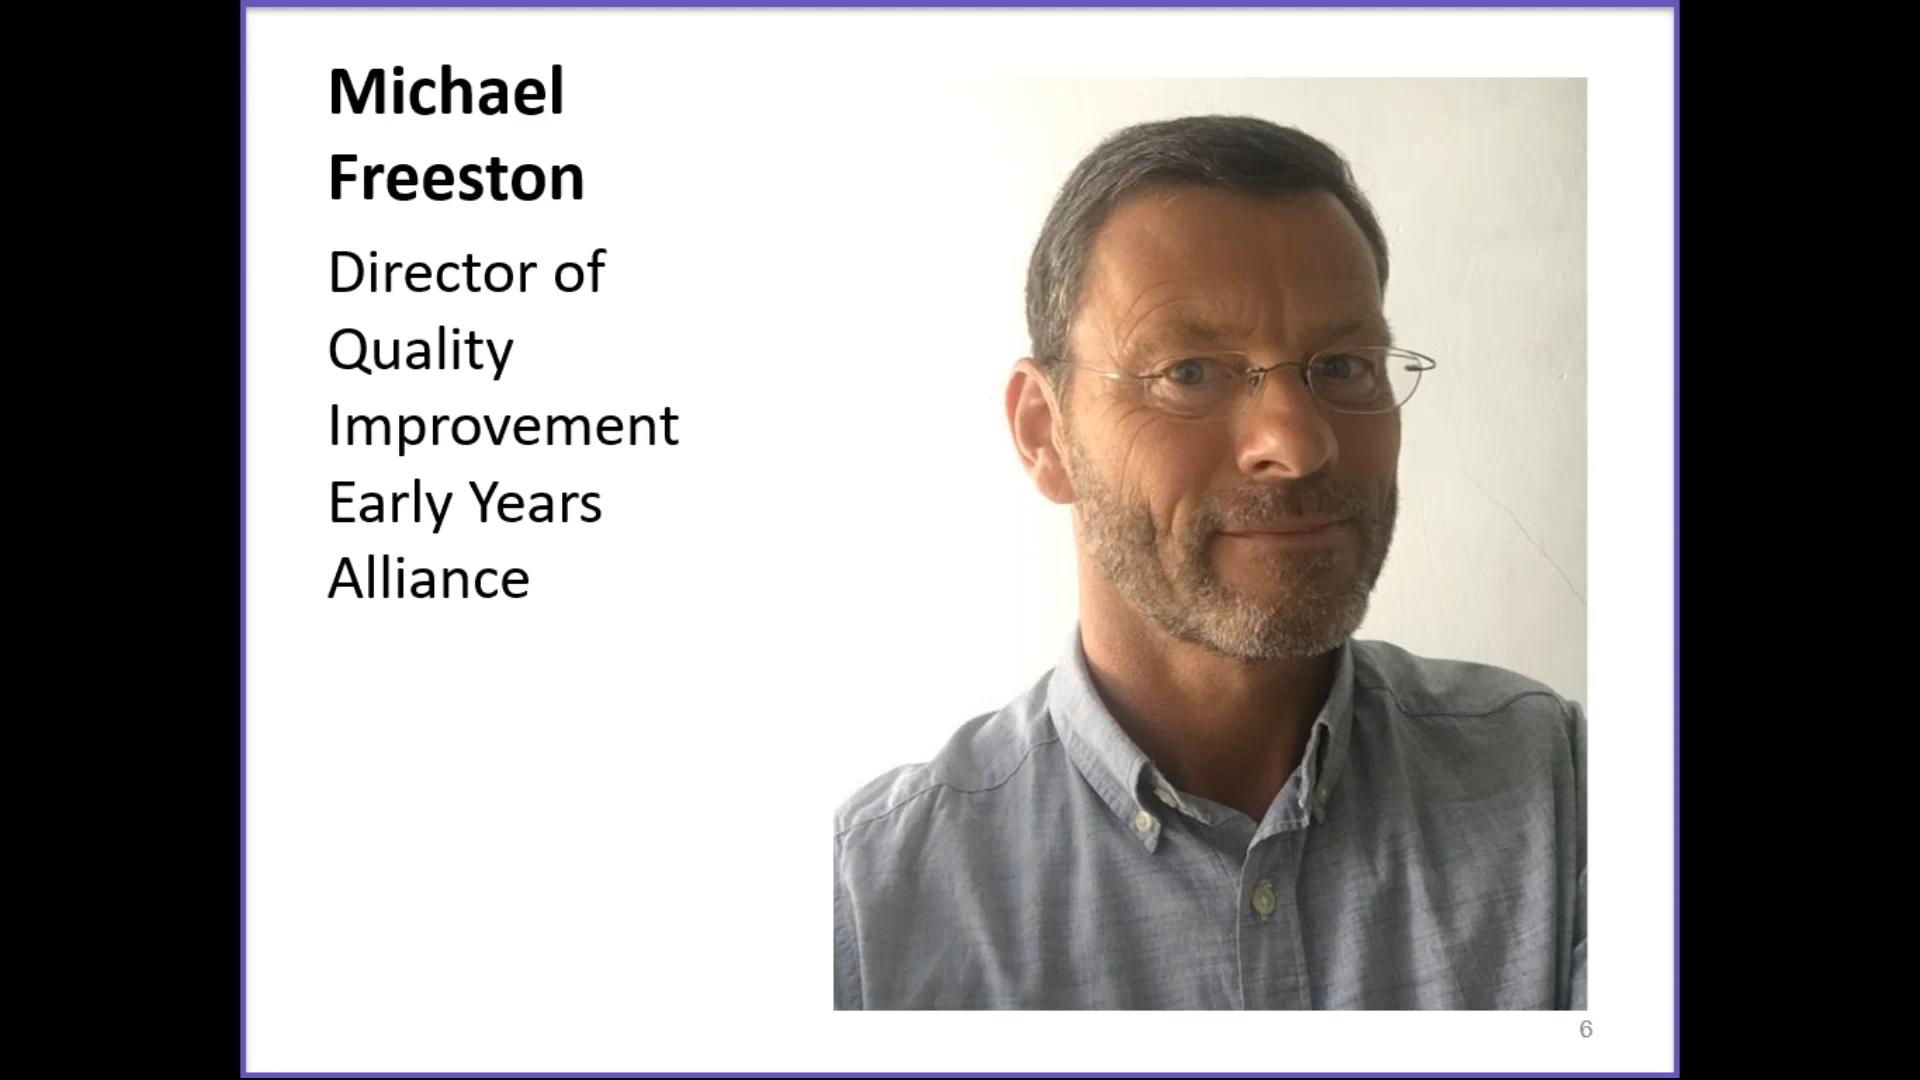 Michael
Freeston
Director of
Quality
Improvement
Early Years
Alliance
6